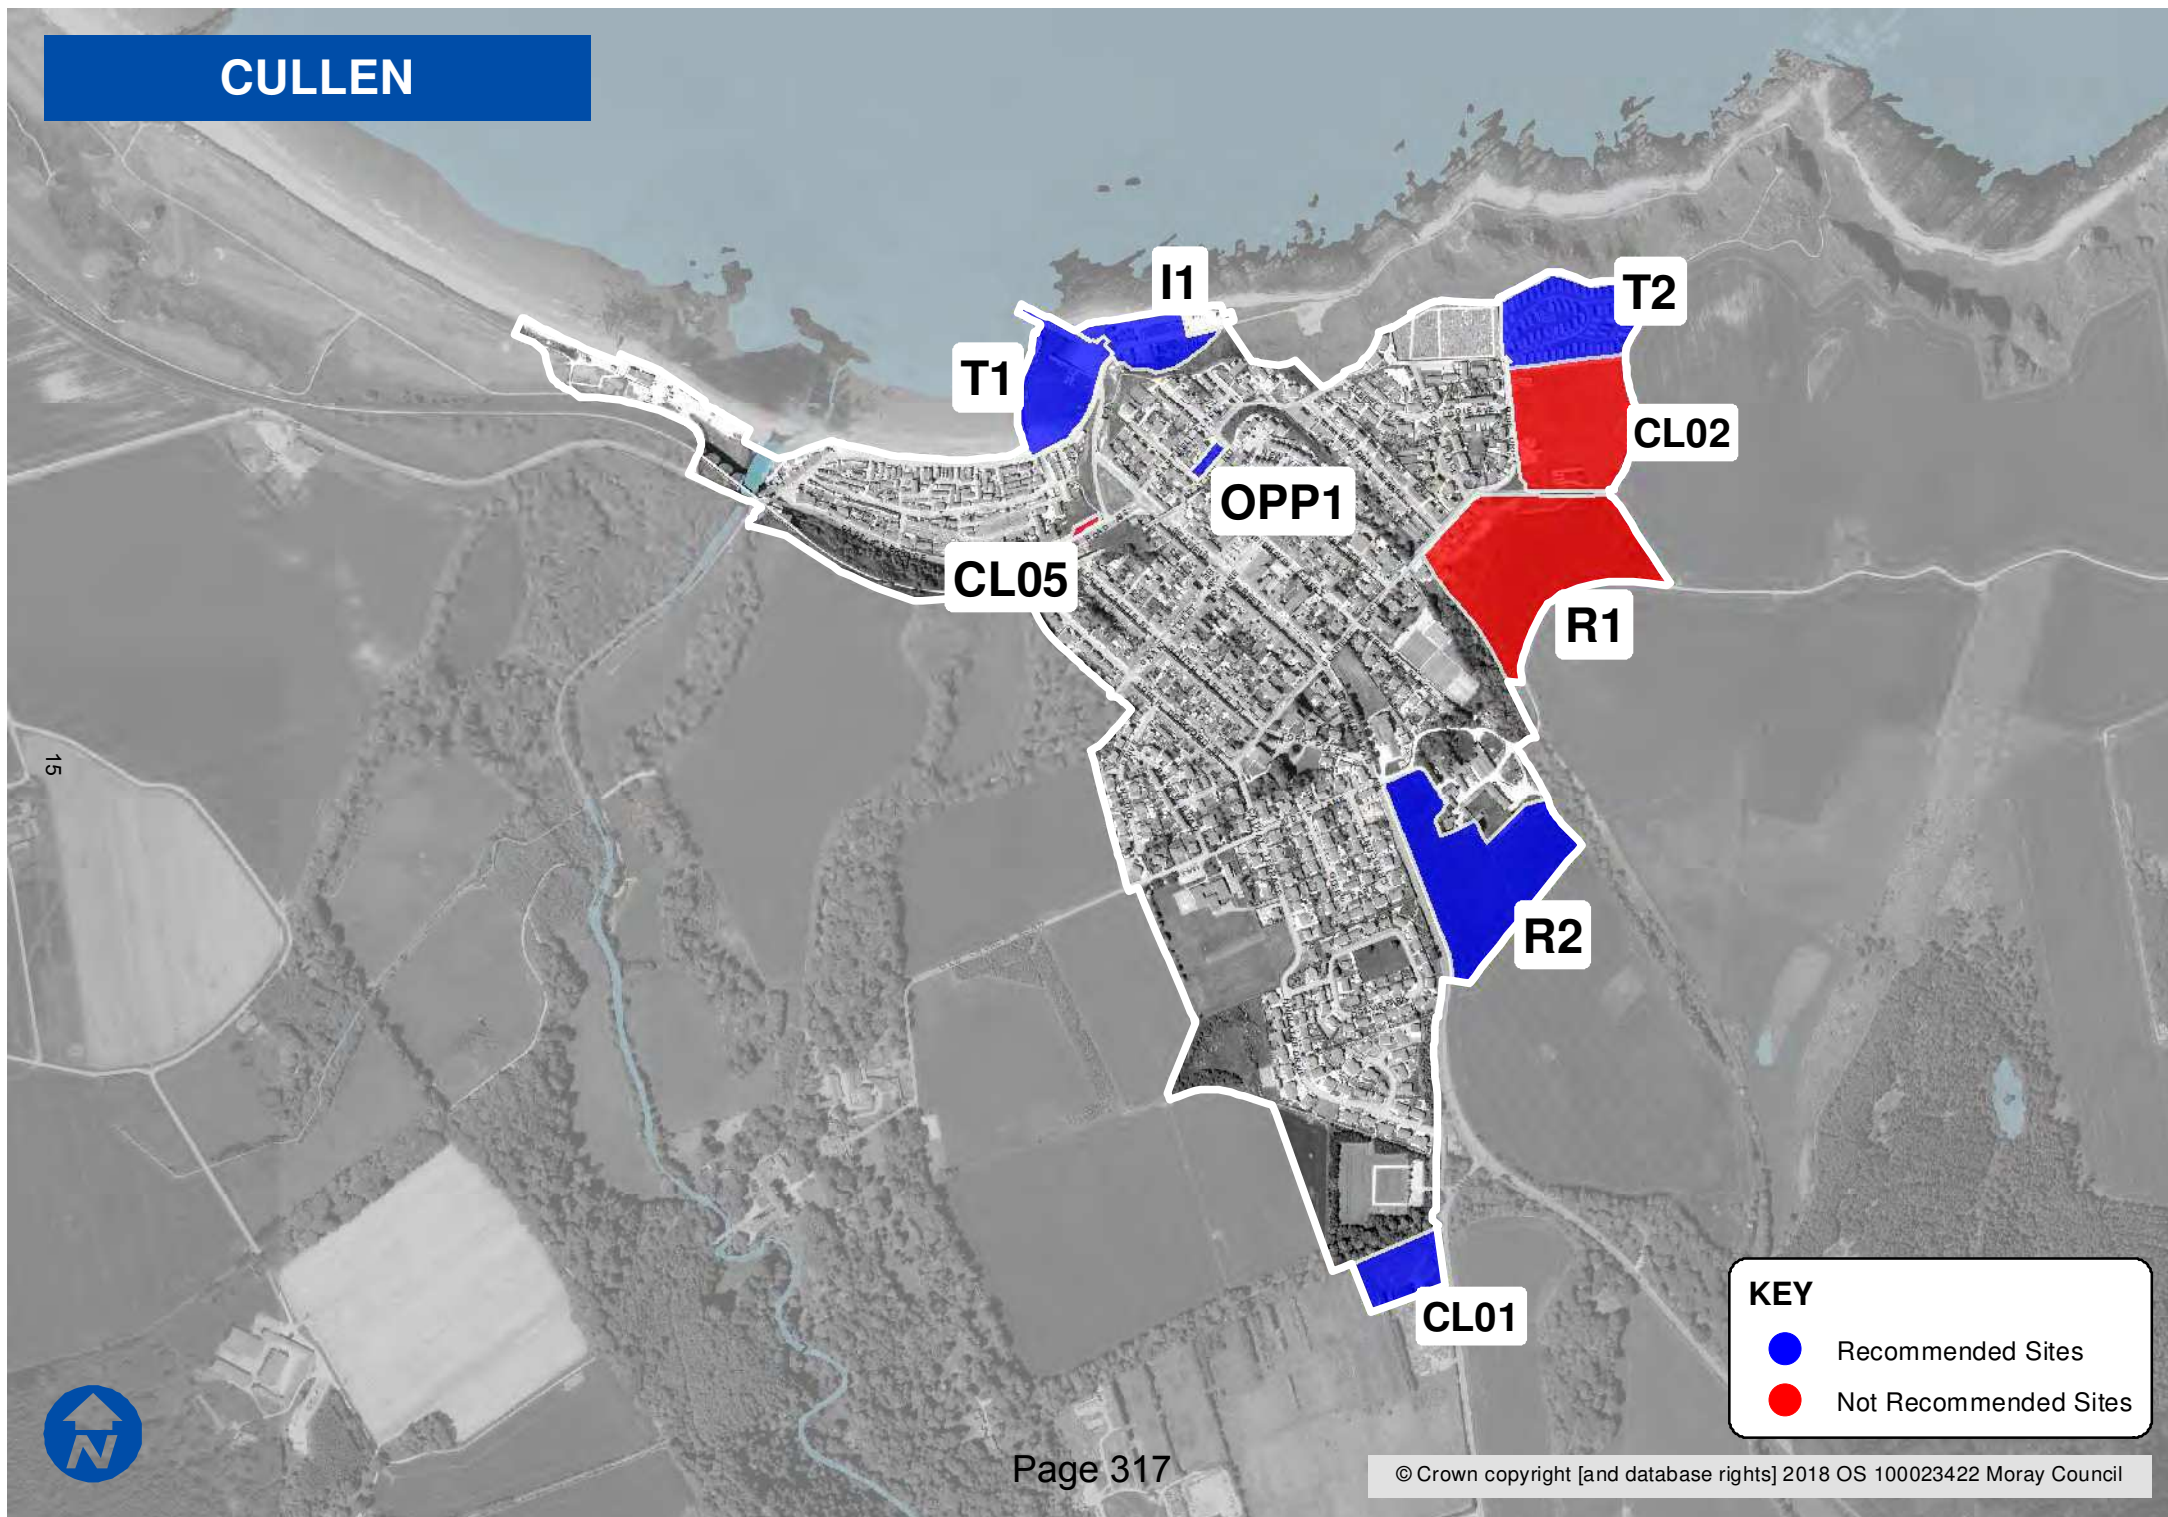 CULLEN
I1
T2
T1
CL02
OPP1
CL05
R1
15
R2
KEY
CL01
Recommended Sites
Not Recommended Sites
N
Page 317
© Crown copyright [and database rights] 2018 OS 100023422 Moray Council